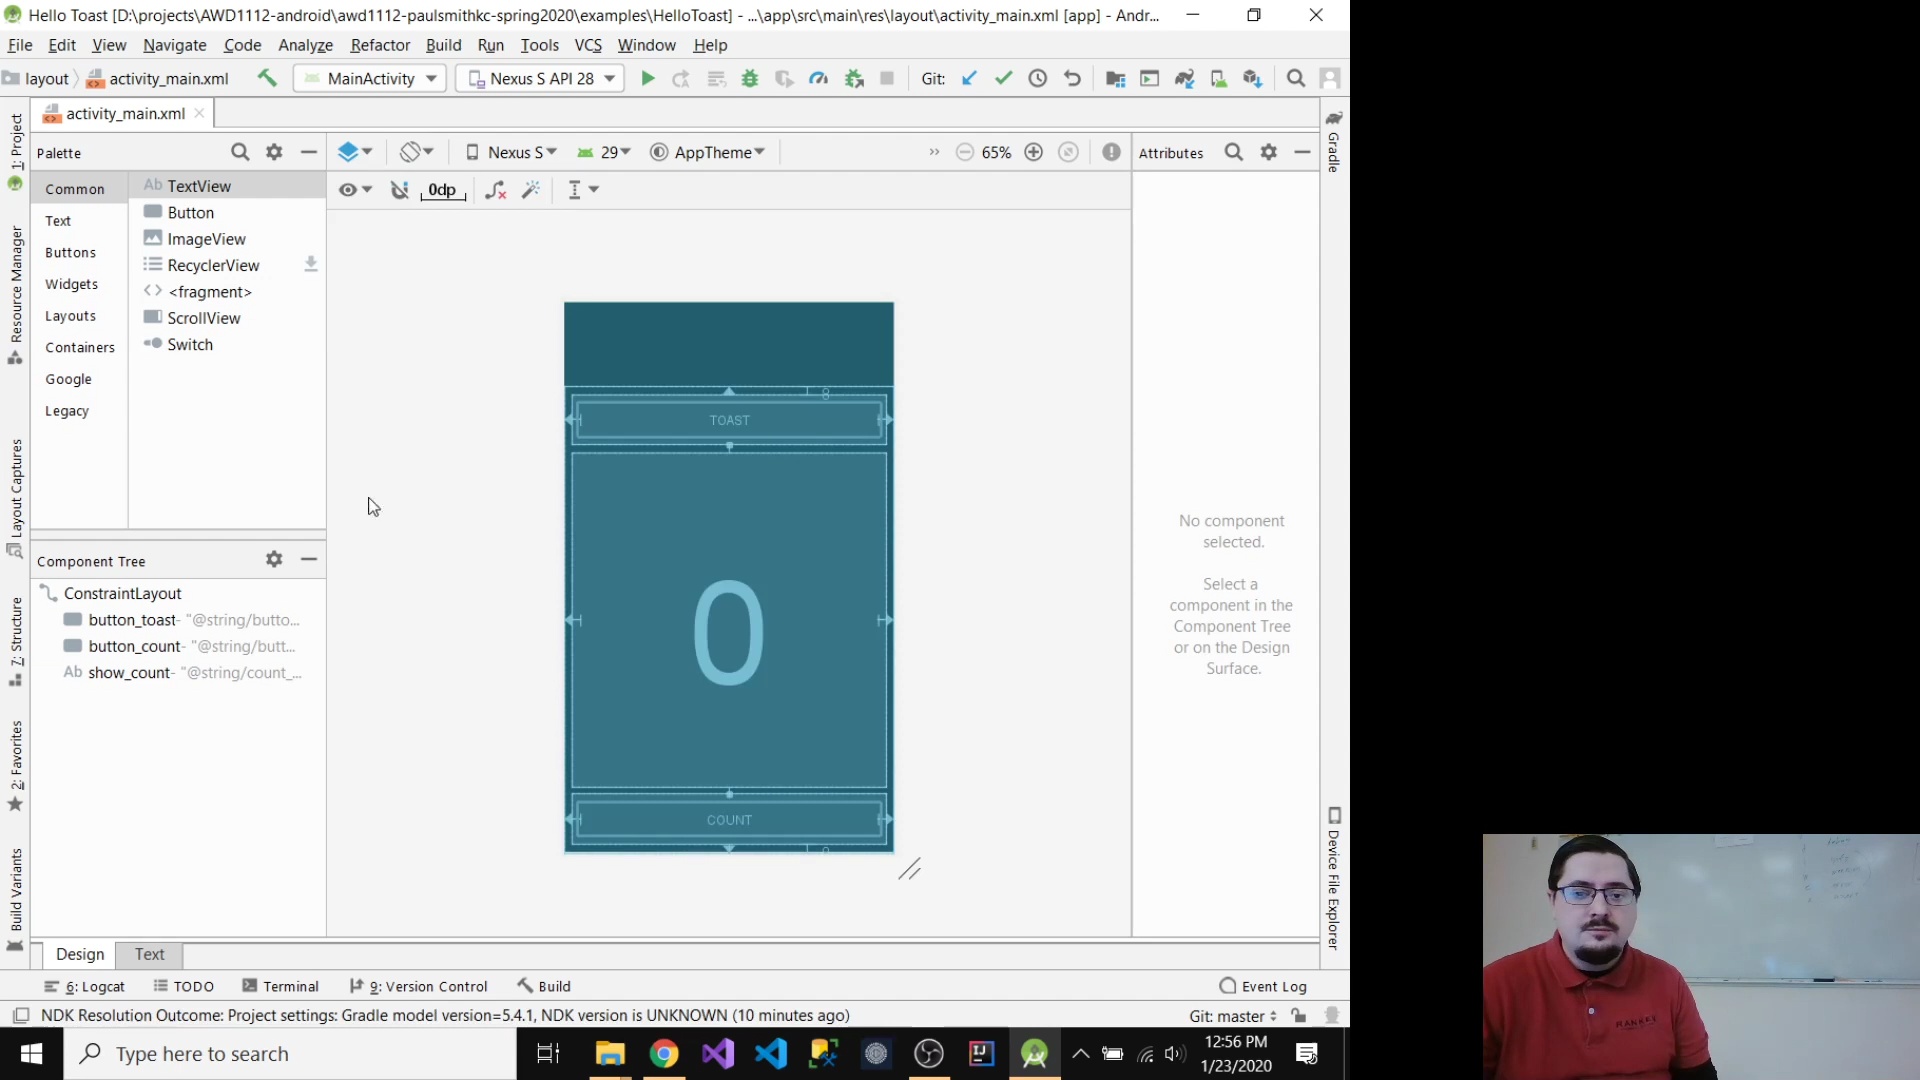 Hello Toast [D:\projects\AWD1112-android\awd1112-paulsmithkc-spring2020\examples\HelloToast] - ...\app\src\main\res\layout\activity_main.xml [app] - Andr...
File Edit View Navigate Code Analyze Refactor Build Run Tools VCS Window Help
layout activity_main.xml MainActivity Nexus S API 28 Git:
activity_main.xml
Palette
Nexus S 29 AppTheme 65%
Attributes
0dp
Common
Text
Buttons
Widgets
Layouts
Containers
Google
Legacy
Ab TextView
Button
ImageView
RecyclerView
<fragment>
ScrollView
Switch
Component Tree
ConstraintLayout
button_toast- "@string/butto...
button_count- "@string/butt...
Ab show_count- "@string/count_...
8
TOAST
0
COUNT
No component
selected.
Select a
component in the
Component Tree
or on the Design
Surface.
1: Project
Resource Manager
Layout Captures
7: Structure
2: Favorites
Build Variants
Gradle
Device File Explorer
Design Text
6: Logcat TODO Terminal 9: Version Control Build Event Log
NDK Resolution Outcome: Project settings: Gradle model version=5.4.1, NDK version is UNKNOWN (10 minutes ago) Git: master
Type here to search
12:56 PM
1/23/2020
RANKEN